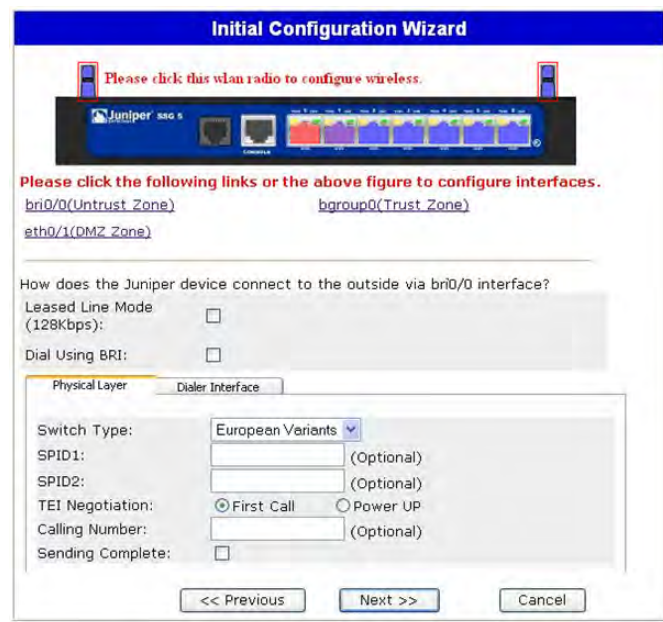 Initial Configuration Wizard
Please click this wlan radio to configure wireless.
Juniper SSG 5
CONSOLE
Please click the following links or the above figure to configure interfaces.
bri0/0(Untrust Zone) bgroup0(Trust Zone)
eth0/1(DMZ Zone)
How does the Juniper device connect to the outside via bri0/0 interface?
Leased Line Mode
(128Kbps):
Dial Using BRI:
Physical Layer Dialer Interface
Switch Type: European Variants
SPID1: (Optional)
SPID2: (Optional)
TEI Negotiation: First Call Power UP
Calling Number: (Optional)
Sending Complete:
<< Previous Next >> Cancel